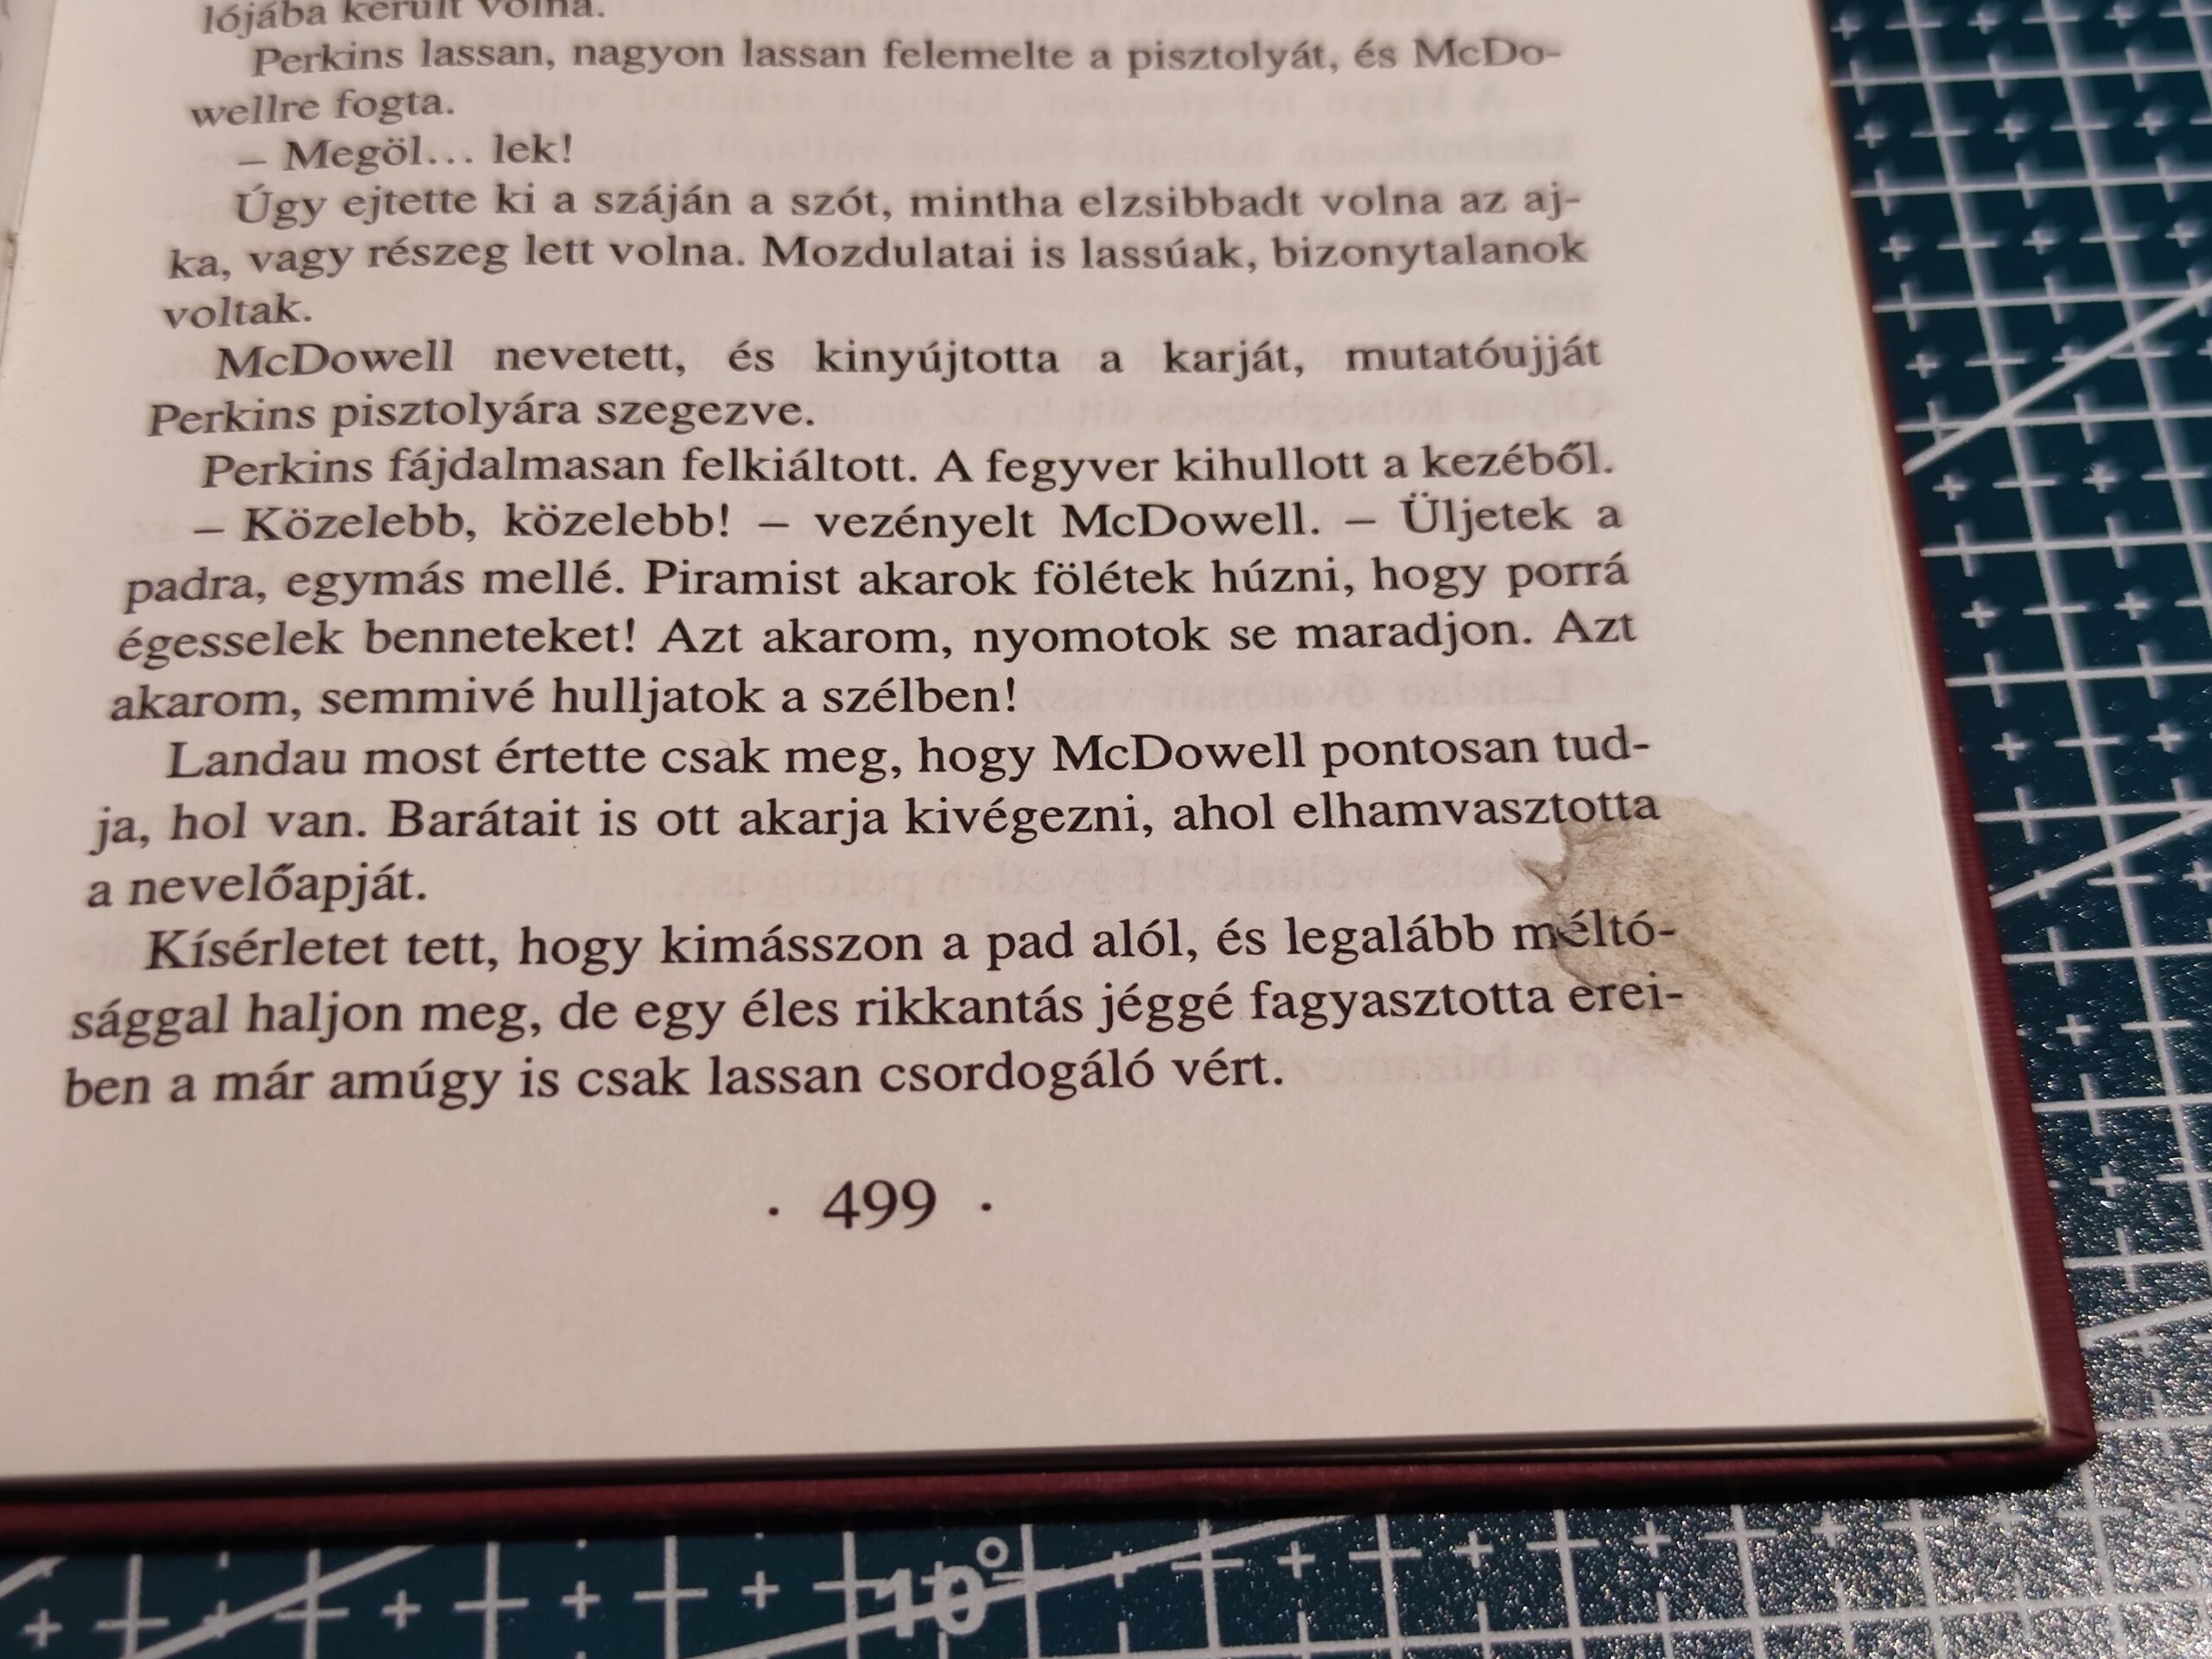 lójába került volna.
Perkins lassan, nagyon lassan felemelte a pisztolyát, és McDo-
wellre fogta.
– Megöl... lek!
Úgy ejtette ki a száján a szót, mintha elzsibbadt volna az aj-
ka, vagy részeg lett volna. Mozdulatai is lassúak, bizonytalanok
voltak.
McDowell nevetett, és kinyújtotta a karját, mutatóujját
Perkins pisztolyára szegezve.
Perkins fájdalmasan felkiáltott. A fegyver kihullott a kezéből.
– Közelebb, közelebb! – vezényelt McDowell. – Üljetek a
padra, egymás mellé. Piramist akarok fölétek húzni, hogy porrá
égesselek benneteket! Azt akarom, nyomotok se maradjon. Azt
akarom, semmivé hulljatok a szélben!
Landau most értette csak meg, hogy McDowell pontosan tud-
ja, hol van. Barátait is ott akarja kivégezni, ahol elhamvasztotta
a nevelőapját.
Kísérletet tett, hogy kimásszon a pad alól, és legalább méltó-
sággal haljon meg, de egy éles rikkantás jéggé fagyasztotta erei-
ben a már amúgy is csak lassan csordogáló vért.
· 499 ·
10°